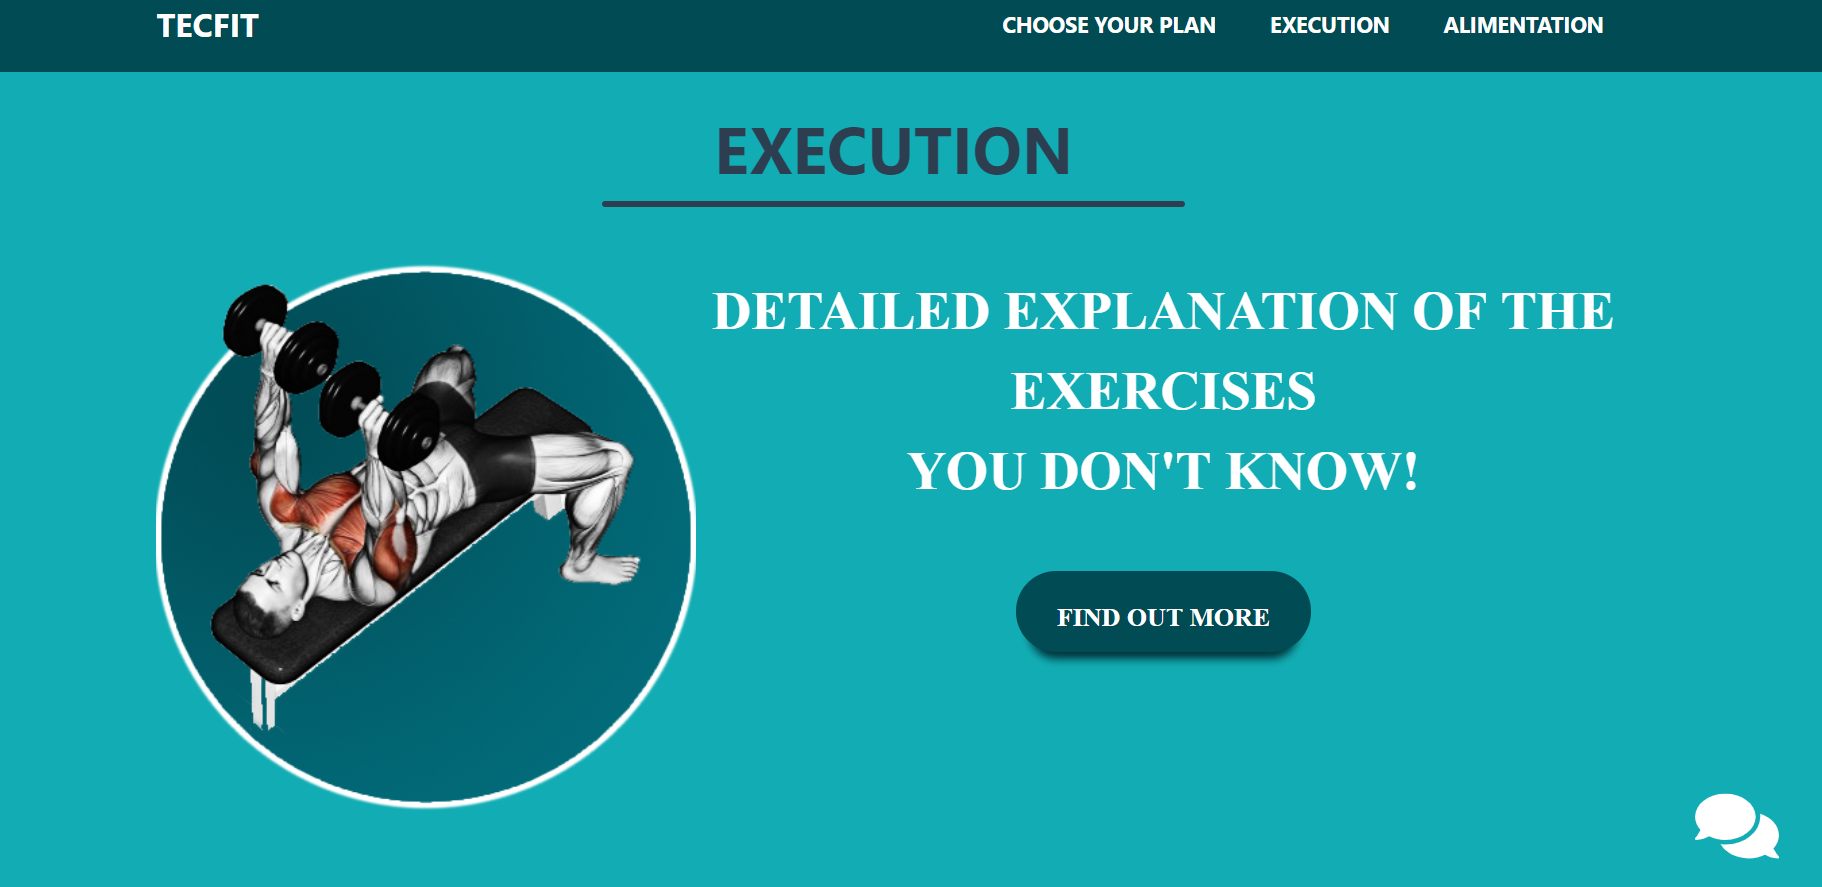 TECFIT
CHOOSE YOUR PLAN
EXECUTION
ALIMENTATION
EXECUTION
DETAILED EXPLANATION OF THE
EXERCISES
YOU DON'T KNOW!
FIND OUT MORE